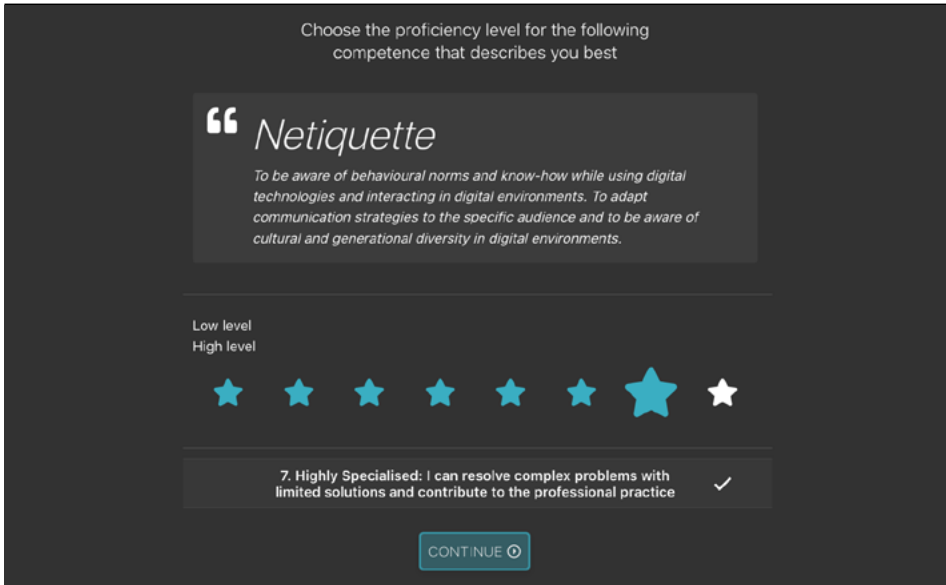 Choose the proficiency level for the following
competence that describes you best
“ Netiquette
To be aware of behavioural norms and know-how while using digital
technologies and interacting in digital environments. To adapt
communication strategies to the specific audience and to be aware of
cultural and generational diversity in digital environments.
Low level
High level
7. Highly Specialised: I can resolve complex problems with
limited solutions and contribute to the professional practice
CONTINUE